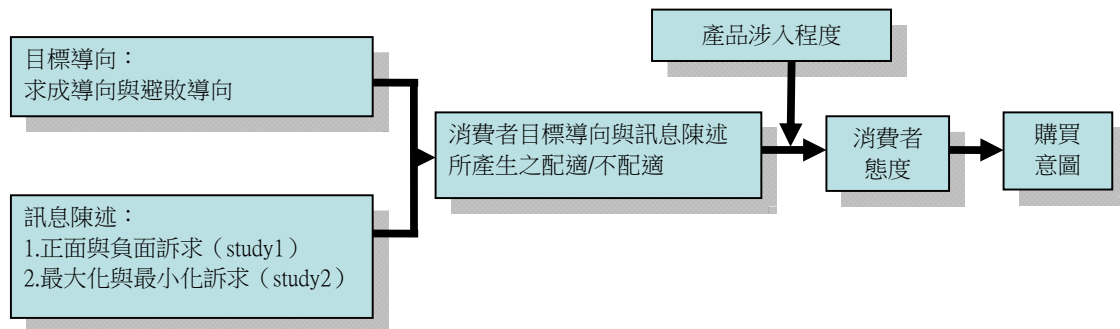 產品涉入程度
目標導向：
求成導向與避敗導向
消費者目標導向與訊息陳述
所產生之配適/不配適
消費者
態度
購買
意圖
訊息陳述：
1.正面與負面訴求（study1）
2.最大化與最小化訴求（study2）